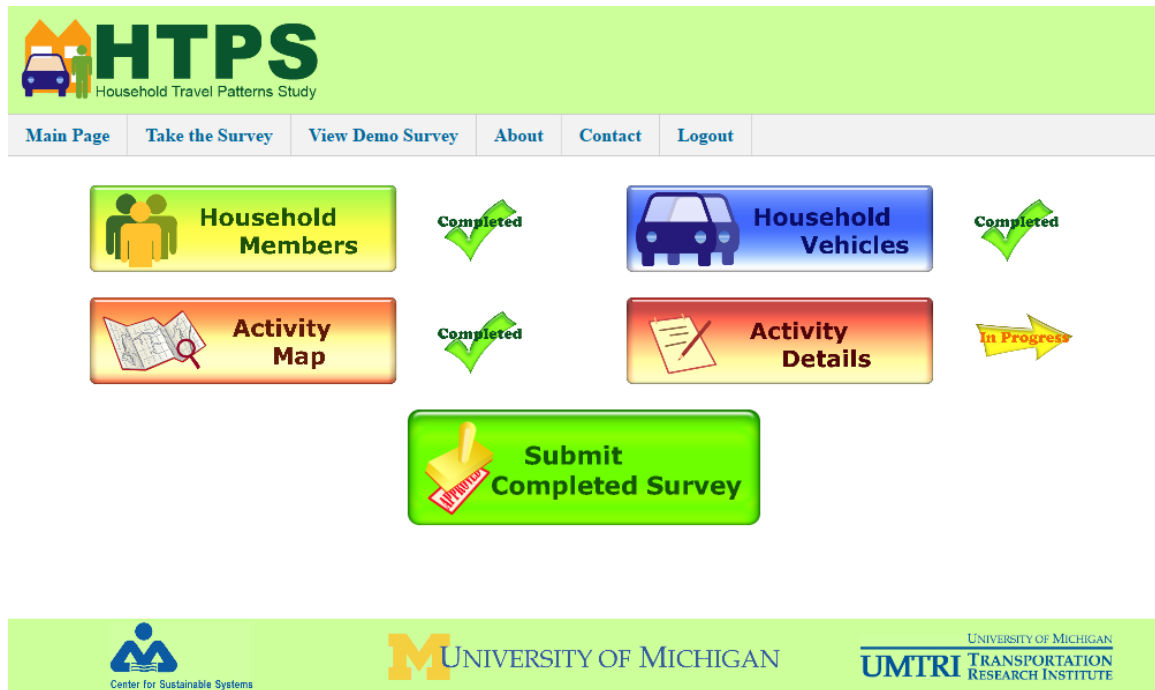 HTPS
Household Travel Patterns Study
Main Page Take the Survey View Demo Survey About Contact Logout
Household
Members
Completed
Household
Vehicles
Completed
Activity
Map
Completed
Activity
Details
In Progress
APPROVED
Submit
Completed Survey
Center for Sustainable Systems
M UNIVERSITY OF MICHIGAN
UNIVERSITY OF MICHIGAN
UMTRI TRANSPORTATION
RESEARCH INSTITUTE